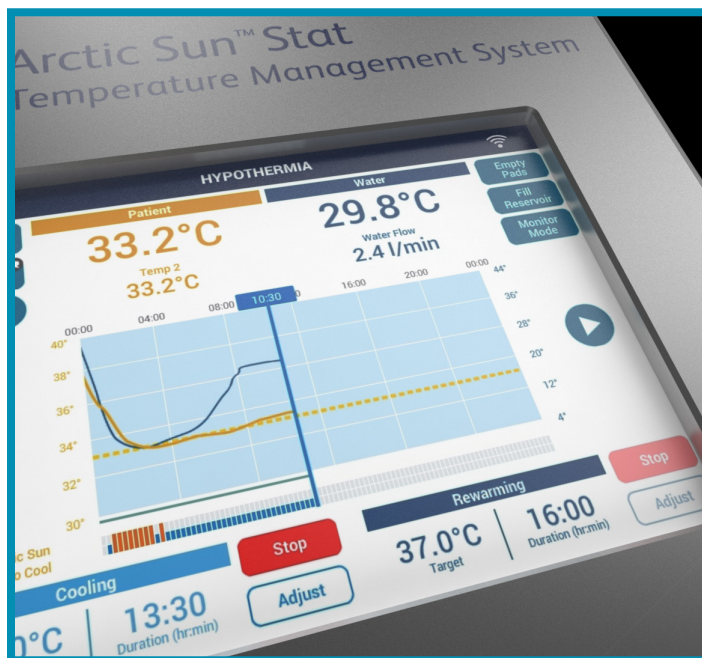 Arctic Sun™ Stat
Temperature Management System
HYPOTHERMIA
Patient
33.2°C
Temp 2
33.2°C
Water
29.8°C
Water Flow
2.4 l/min
Empty
Pads
Fill
Reservoir
Monitor
Mode
00:00 04:00 08:00 10:30 16:00 20:00 00:00
40°
38°
36°
34°
32°
30°
44°
36°
28°
20°
12°
4°
Sun
Cool
Cooling
0°C
13:30
Duration (hr:min)
Stop
Adjust
Rewarming
37.0°C
Target
16:00
Duration (hr:min)
Stop
Adjust